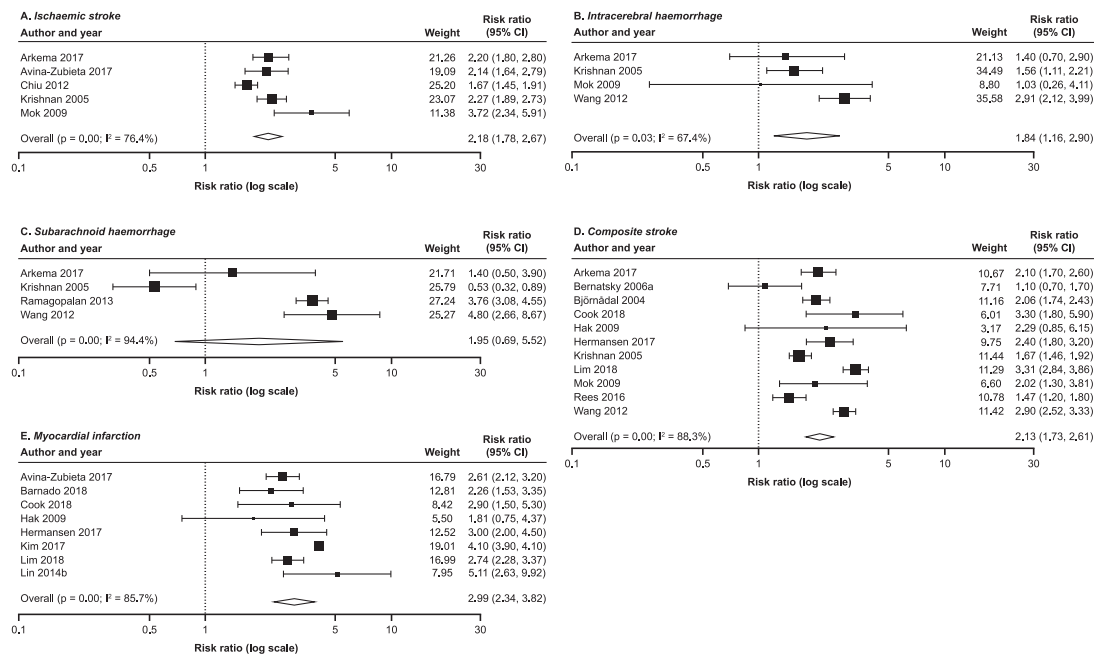 A. Ischaemic stroke
Author and year Weight Risk ratio (95% CI)
Arkema 2017 21.26 2.20 (1.80, 2.80)
Avina-Zubieta 2017 19.09 2.14 (1.64, 2.79)
Chiu 2012 25.20 1.67 (1.45, 1.91)
Krishnan 2005 23.07 2.27 (1.89, 2.73)
Mok 2009 11.38 3.72 (2.34, 5.91)
Overall (p = 0.00; I² = 76.4%) 2.18 (1.78, 2.67)
0.1 0.5 1 5 10 30
Risk ratio (log scale)
B. Intracerebral haemorrhage
Author and year Weight Risk ratio (95% CI)
Arkema 2017 21.13 1.40 (0.70, 2.90)
Krishnan 2005 34.49 1.56 (1.11, 2.21)
Mok 2009 8.80 1.03 (0.26, 4.11)
Wang 2012 35.58 2.91 (2.12, 3.99)
Overall (p = 0.03; I² = 67.4%) 1.84 (1.16, 2.90)
0.1 0.5 1 5 10 30
Risk ratio (log scale)
C. Subarachnoid haemorrhage
Author and year Weight Risk ratio (95% CI)
Arkema 2017 21.71 1.40 (0.50, 3.90)
Krishnan 2005 25.79 0.53 (0.32, 0.89)
Ramagopalan 2013 27.24 3.76 (3.08, 4.55)
Wang 2012 25.27 4.80 (2.66, 8.67)
Overall (p = 0.00; I² = 94.4%) 1.95 (0.69, 5.52)
0.1 0.5 1 5 10 30
Risk ratio (log scale)
D. Composite stroke
Author and year Weight Risk ratio (95% CI)
Arkema 2017 10.67 2.10 (1.70, 2.60)
Bernatsky 2006a 7.71 1.10 (0.70, 1.70)
Björnådal 2004 11.16 2.06 (1.74, 2.43)
Cook 2018 6.01 3.30 (1.80, 5.90)
Hak 2009 3.17 2.29 (0.85, 6.15)
Hermansen 2017 9.75 2.40 (1.80, 3.20)
Krishnan 2005 11.44 1.67 (1.46, 1.92)
Lim 2018 11.29 3.31 (2.84, 3.86)
Mok 2009 6.60 2.02 (1.30, 3.81)
Rees 2016 10.78 1.47 (1.20, 1.80)
Wang 2012 11.42 2.90 (2.52, 3.33)
Overall (p = 0.00; I² = 88.3%) 2.13 (1.73, 2.61)
0.1 0.5 1 5 10 30
Risk ratio (log scale)
E. Myocardial infarction
Author and year Weight Risk ratio (95% CI)
Avina-Zubieta 2017 16.79 2.61 (2.12, 3.20)
Barnado 2018 12.81 2.26 (1.53, 3.35)
Cook 2018 8.42 2.90 (1.50, 5.30)
Hak 2009 5.50 1.81 (0.75, 4.37)
Hermansen 2017 12.52 3.00 (2.00, 4.50)
Kim 2017 19.01 4.10 (3.90, 4.10)
Lim 2018 16.99 2.74 (2.28, 3.37)
Lin 2014b 7.95 5.11 (2.63, 9.92)
Overall (p = 0.00; I² = 85.7%) 2.99 (2.34, 3.82)
0.1 0.5 1 5 10 30
Risk ratio (log scale)